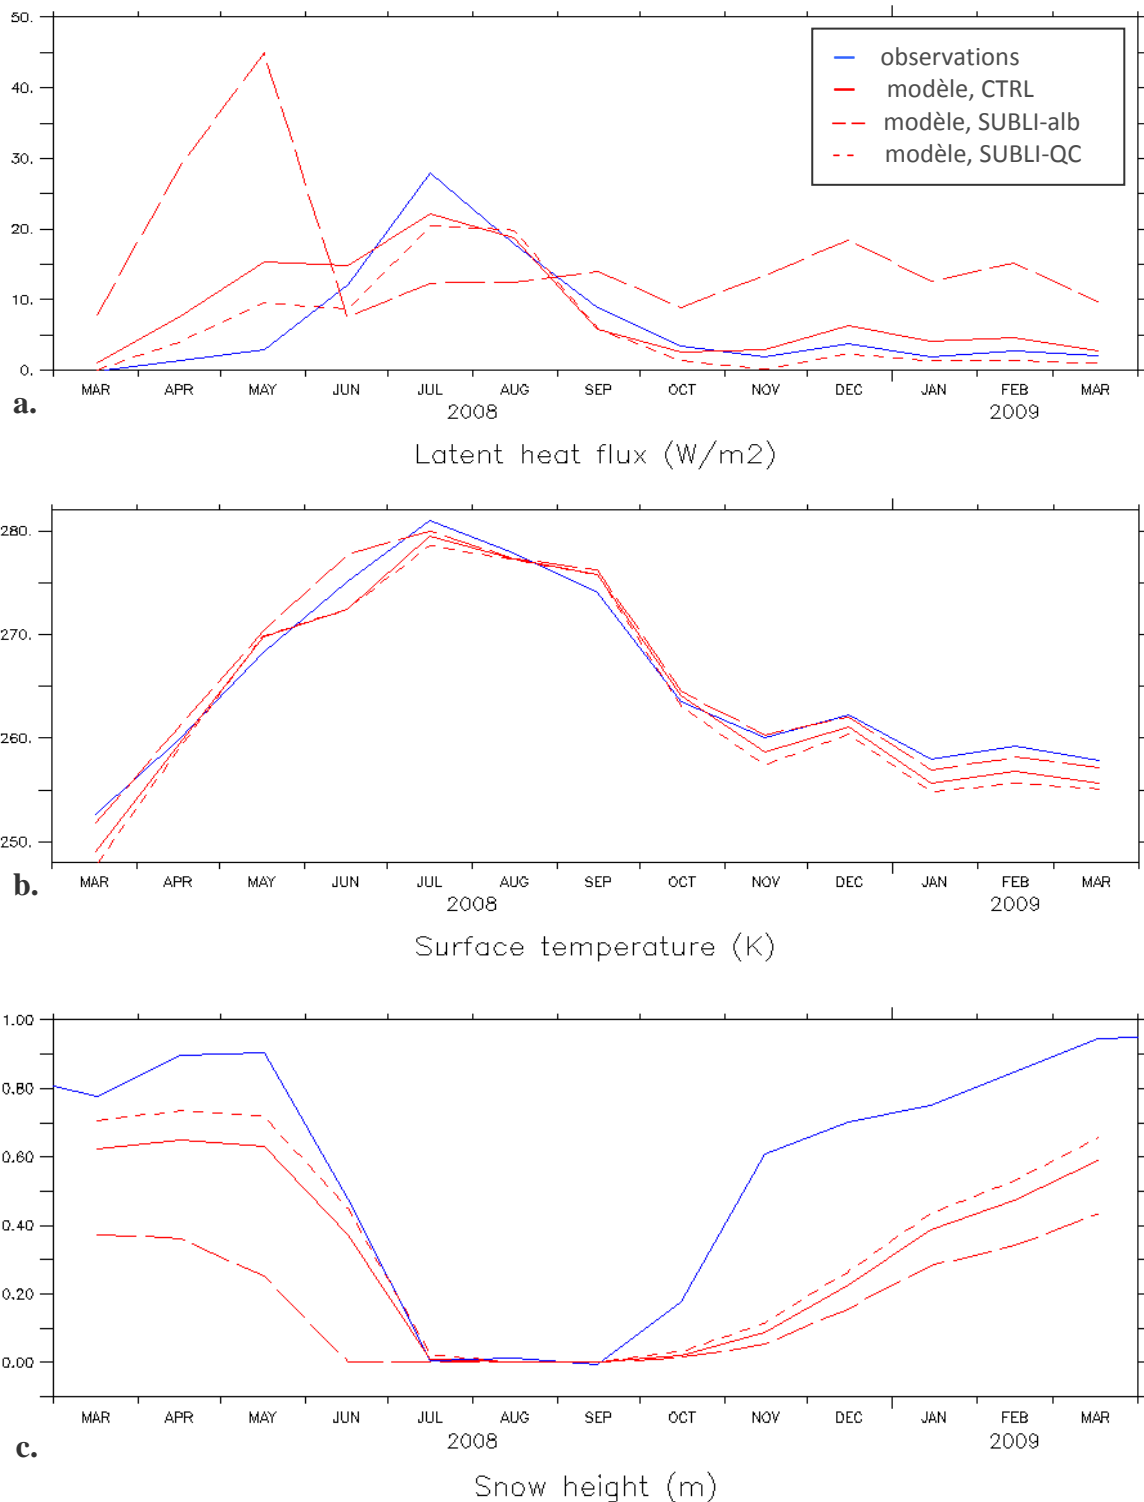 50.
40.
30.
20.
10.
0.
observations
modèle, CTRL
modèle, SUBLI-alb
modèle, SUBLI-QC
MAR APR MAY JUN JUL AUG SEP OCT NOV DEC JAN FEB MAR
2008 2009
a.
Latent heat flux (W/m2)
280.
270.
260.
250.
MAR APR MAY JUN JUL AUG SEP OCT NOV DEC JAN FEB MAR
2008 2009
b.
Surface temperature (K)
1.00
0.80
0.60
0.40
0.20
0.00
MAR APR MAY JUN JUL AUG SEP OCT NOV DEC JAN FEB MAR
2008 2009
c.
Snow height (m)